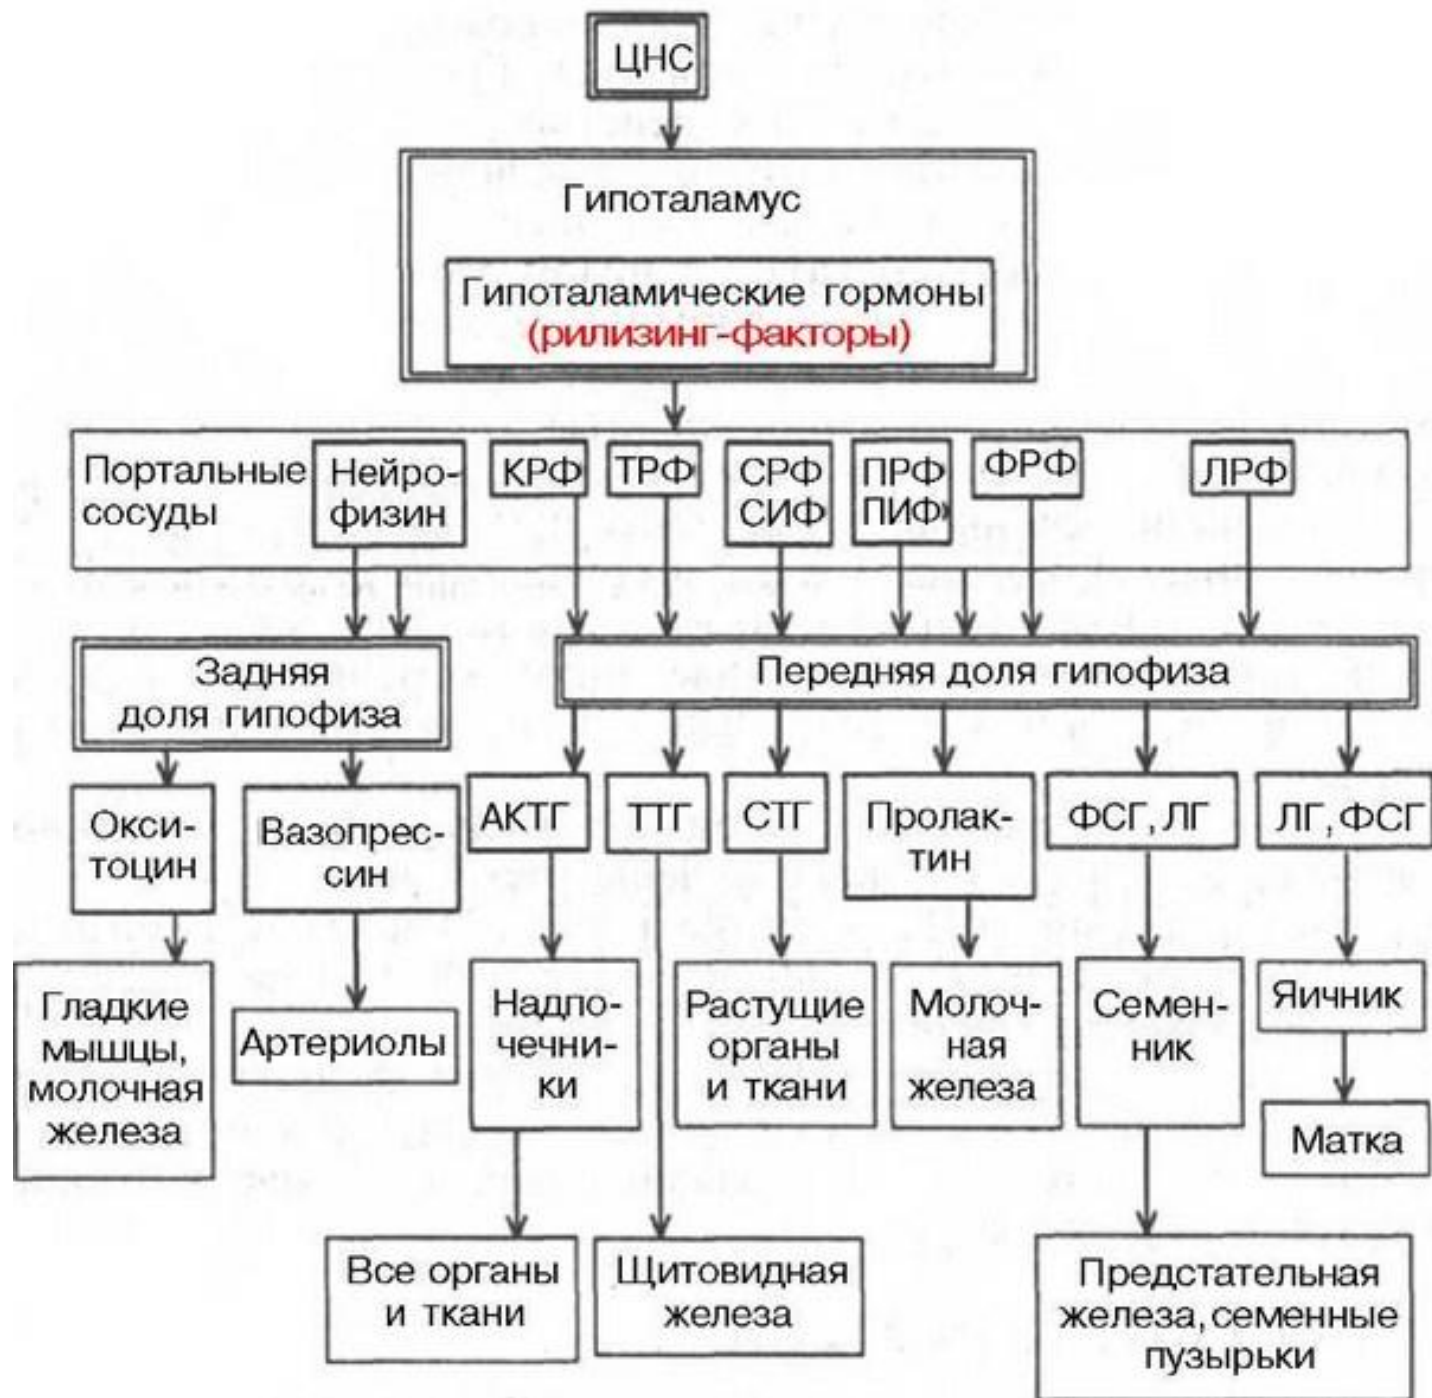 ЦНС
Гипоталамус
Гипоталамические гормоны
(рилизинг-факторы)
Портальные
сосуды
Нейро-
физин
КРФ
ТРФ
СРФ
СИФ
ПРФ
ПИФ
ФРФ
ЛРФ
Задняя
доля гипофиза
Передняя доля гипофиза
Окси-
тоцин
Вазопрес-
син
АКТГ
ТТГ
СТГ
Пролак-
тин
ФСГ, ЛГ
ЛГ, ФСГ
Гладкие
мышцы,
молочная
железа
Артериолы
Надпо-
чечни-
ки
Растущие
органы
и ткани
Молоч-
ная
железа
Семен-
ник
Яичник
Матка
Все органы
и ткани
Щитовидная
железа
Предстательная
железа, семенные
пузырьки